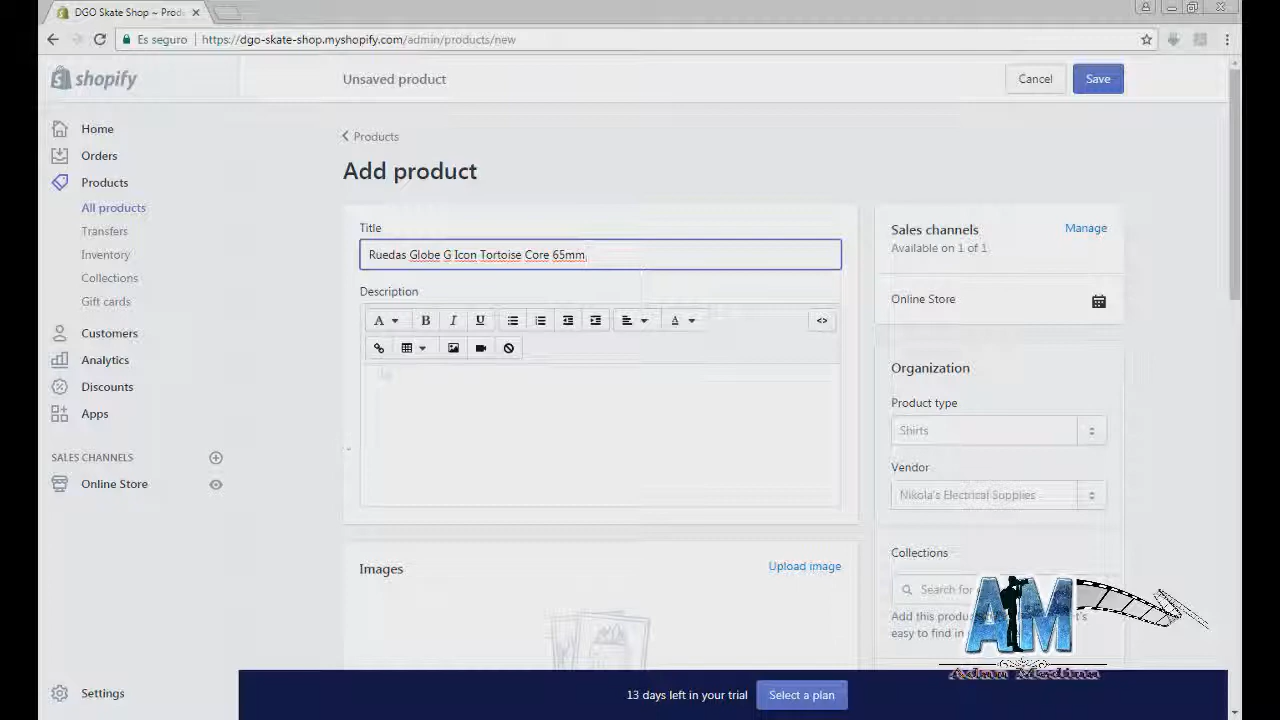 DGO Skate Shop ~ Prod
Es seguro
https://dgo-skate-shop.myshopify.com/admin/products/new
shopify
Unsaved product
Cancel
Save
Home
Orders
Products
All products
Transfers
Inventory
Collections
Gift cards
Customers
Analytics
Discounts
Apps
SALES CHANNELS
Online Store
Settings
Products
Add product
Title
Ruedas Globe G Icon Tortoise Core 65mm,
Description
A
B
I
U
A
<>
Images
Upload image
Sales channels
Manage
Available on 1 of 1
Online Store
Organization
Product type
Shirts
Vendor
Nikola's Electrical Supplies
Collections
Search for
Add this
easy to find in
AM
Adan Medina
13 days left in your trial
Select a plan